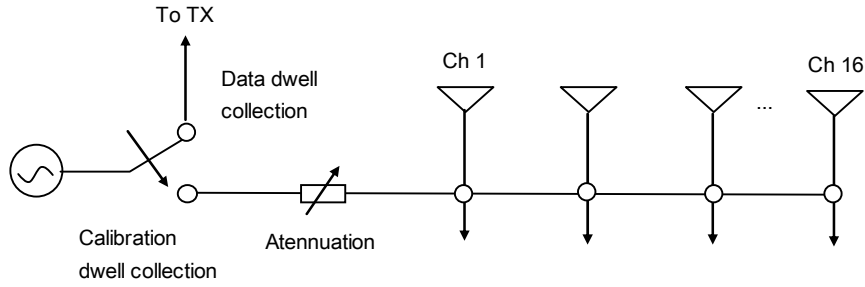 To TX
Data dwell
collection
Ch 1
Ch 16
...
Calibration
dwell collection
Atennuation